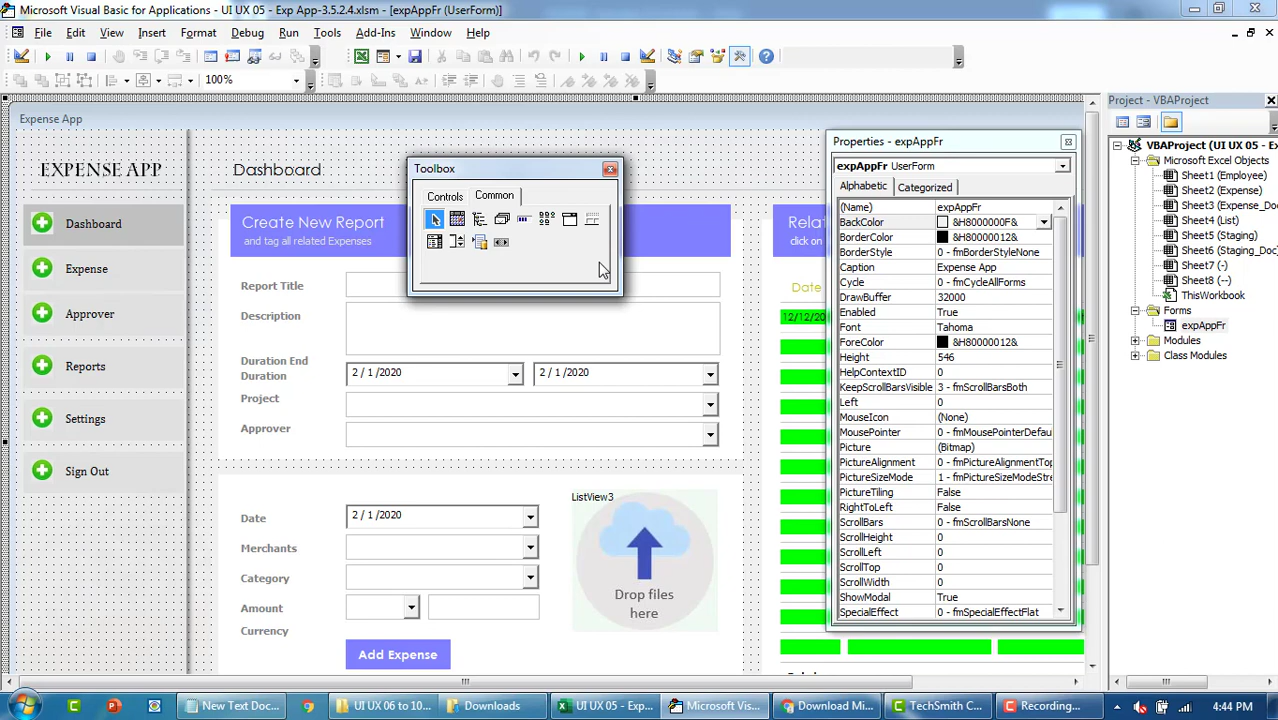 Microsoft Visual Basic for Applications - UI UX 05 - Exp App-3.5.2.4.xlsm - [expAppFr (UserForm)]
File Edit View Insert Format Debug Run Tools Add-Ins Window Help
100%
Expense App
EXPENSE APP
Dashboard
Expense
Approver
Reports
Settings
Sign Out
Dashboard
Create New Report
and tag all related Expenses
Report Title
Description
Duration End
Duration
2 / 1 /2020
2 / 1 /2020
Project
Approver
Date
2 / 1 /2020
Merchants
Category
Amount
Currency
Add Expense
ListView3
Drop files
here
click on
Date
12/12/20
Toolbox
Controls Common
Properties - expAppFr
expAppFr UserForm
Alphabetic Categorized
(Name) expAppFr
BackColor &H8000000F&
BorderColor &H80000012&
BorderStyle 0 - fmBorderStyleNone
Caption Expense App
Cycle 0 - fmCycleAllForms
DrawBuffer 32000
Enabled True
Font Tahoma
ForeColor &H80000012&
Height 546
HelpContextID 0
KeepScrollBarsVisible 3 - fmScrollBarsBoth
Left 0
MouseIcon (None)
MousePointer 0 - fmMousePointerDefau
Picture (Bitmap)
PictureAlignment 0 - fmPictureAlignmentTop
PictureSizeMode 1 - fmPictureSizeModeStre
PictureTiling False
RightToLeft False
ScrollBars 0 - fmScrollBarsNone
ScrollHeight 0
ScrollLeft 0
ScrollTop 0
ScrollWidth 0
ShowModal True
SpecialEffect 0 - fmSpecialEffectFlat
Project - VBAProject
VBAProject (UI UX 05 - E
Microsoft Excel Objects
Sheet1 (Employee)
Sheet2 (Expense)
Sheet3 (Expense_Doc
Sheet4 (List)
Sheet5 (Staging)
Sheet6 (Staging_Doc)
Sheet7 (-)
Sheet8 (--)
ThisWorkbook
Forms
expAppFr
Modules
Class Modules
New Text Doc...
UI UX 06 to 10...
Downloads
UI UX 05 - Exp...
Microsoft Vis...
Download Mi...
TechSmith C...
Recording...
4:44 PM